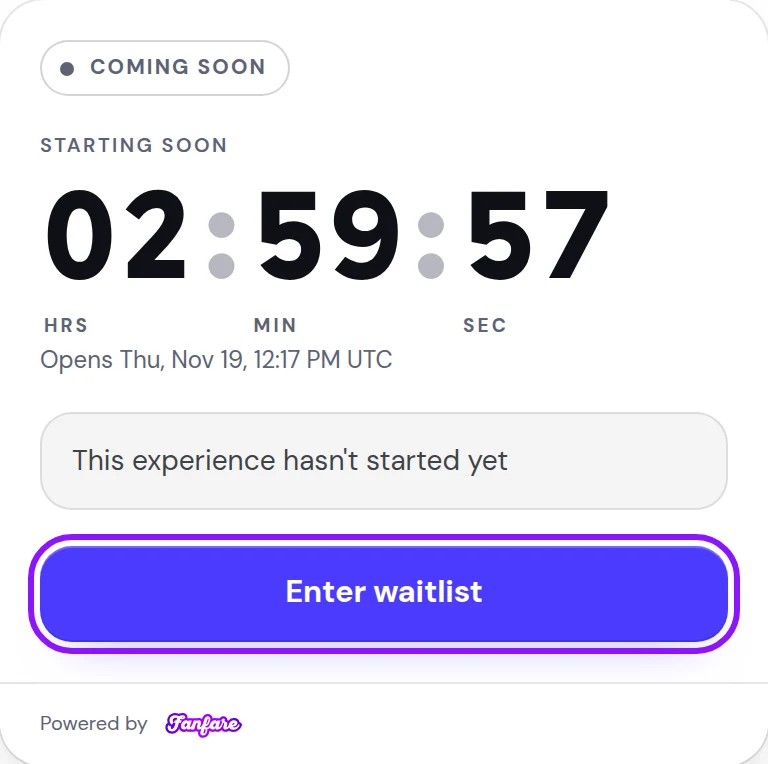 COMING SOON
STARTING SOON
02:59:57
HRS MIN SEC
Opens Thu, Nov 19, 12:17 PM UTC
This experience hasn't started yet
Enter waitlist
Powered by Fanfare